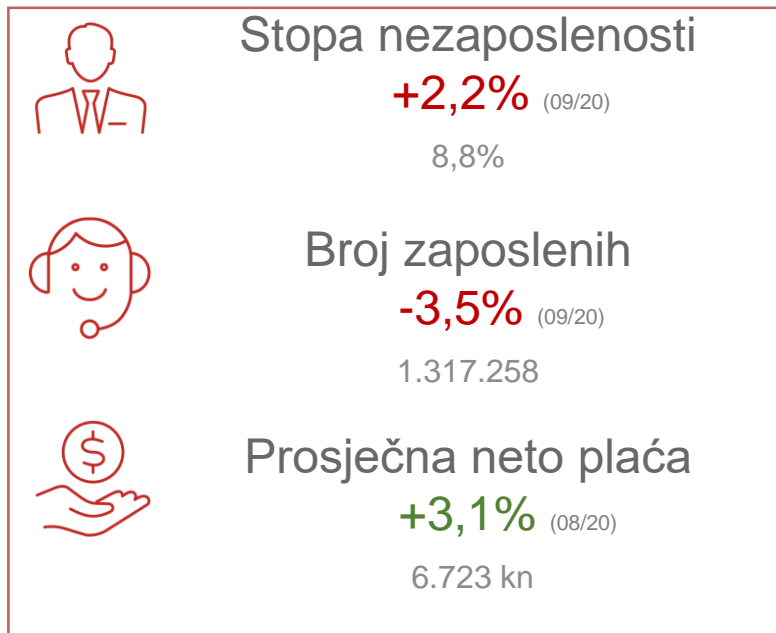 Stopa nezaposlenosti
+2,2% (09/20)
8,8%
Broj zaposlenih
-3,5% (09/20)
1.317.258
$
Prosječna neto plaća
+3,1% (08/20)
6.723 kn